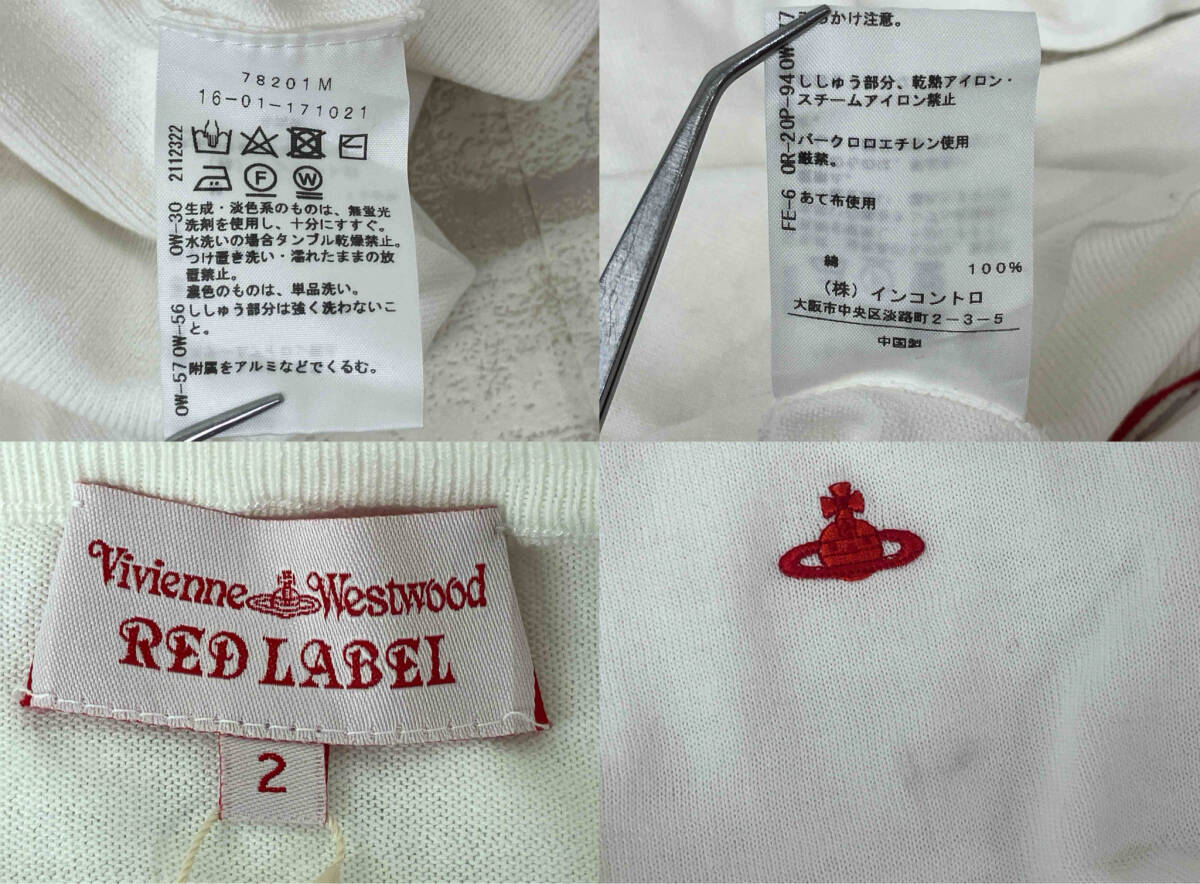 78201M
16-01-171021
F
W
生成・淡色系のものは、無蛍光
洗剤を使用し、十分にすすぐ。
水洗いの場合タンブル乾燥禁止。
つけ置き洗い・濡れたままの放
置禁止。
濃色のものは、単品洗い。
ししゅう部分は強く洗わないこ
と。
附属をアルミなどでくるむ。
OW-57 OW-56 OW-30 2112322
かけ注意。
ししゅう部分、乾熱アイロン・
スチームアイロン禁止
パークロロエチレン使用
厳禁。
あて布使用
FE-6 OR-20P-94OW
綿 100%
(株)インコントロ
大阪市中央区淡路町2-3-5
中国製
Vivienne Westwood
RED LABEL
2